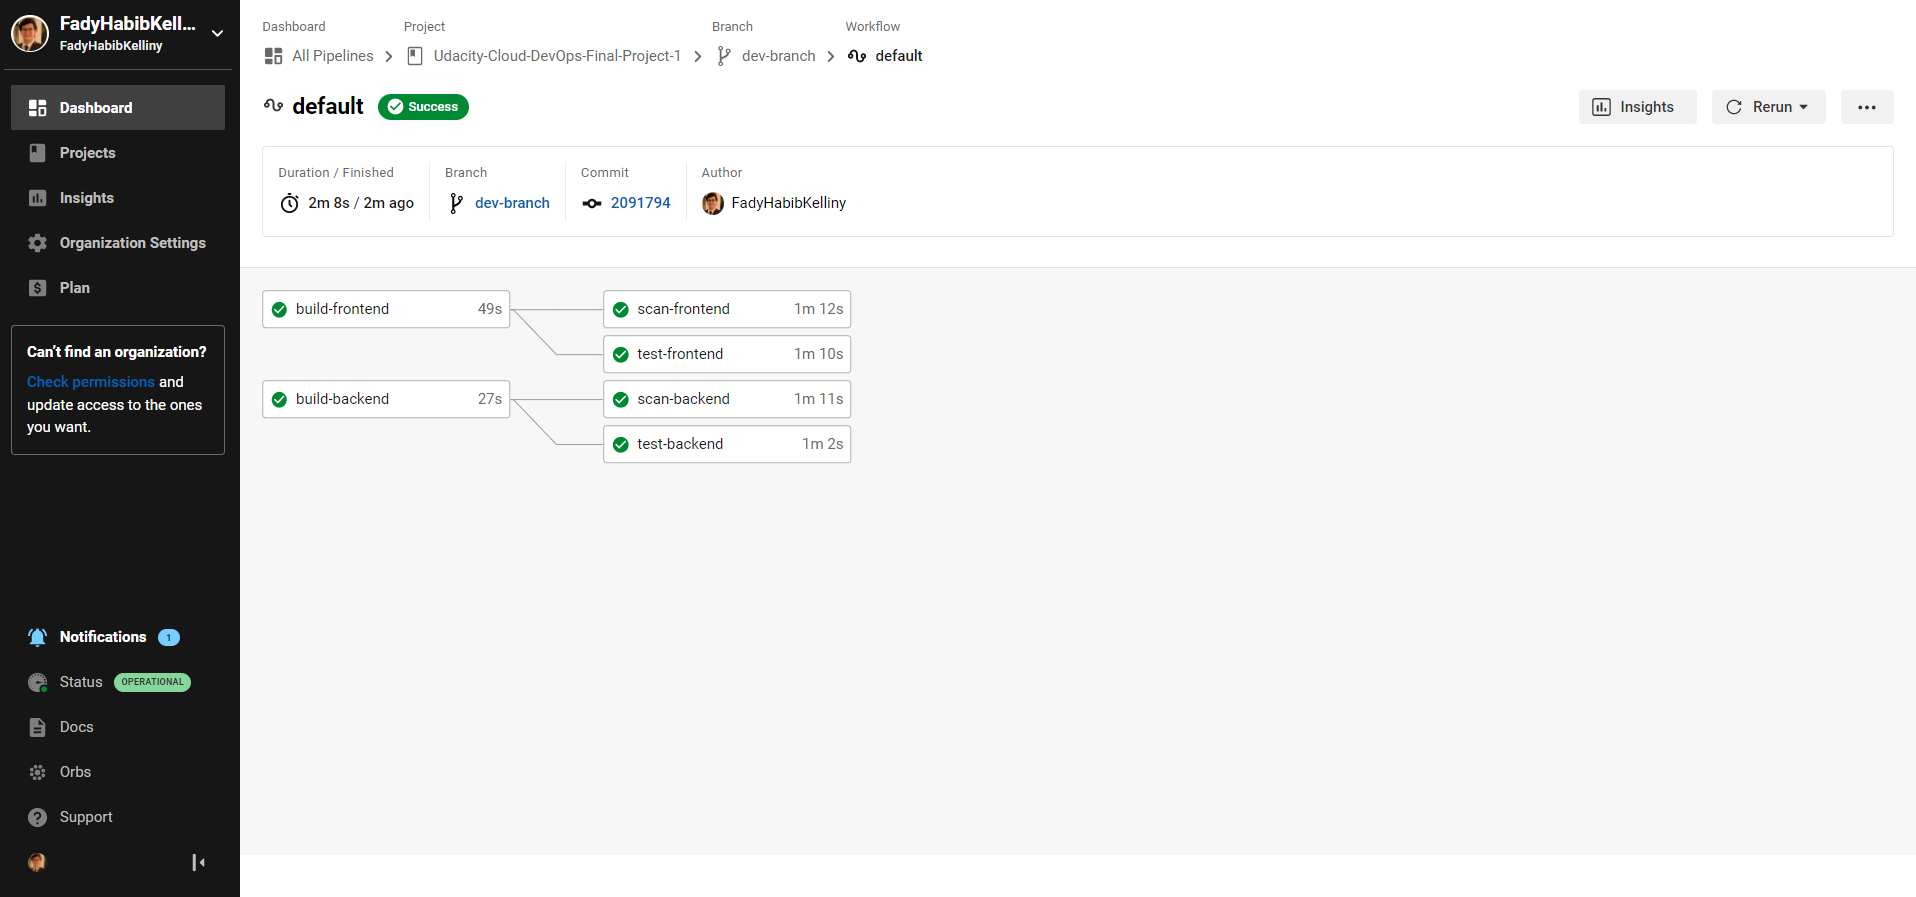 FadyHabibKell...
FadyHabibKelliny
Dashboard
Projects
Insights
Organization Settings
Plan
Can't find an organization?
Check permissions and
update access to the ones
you want.
Notifications 1
Status OPERATIONAL
Docs
Orbs
Support
Dashboard Project Branch Workflow
All Pipelines Udacity-Cloud-DevOps-Final-Project-1 dev-branch default
default Success
Insights Rerun
Duration / Finished Branch Commit Author
2m 8s / 2m ago dev-branch 2091794 FadyHabibKelliny
build-frontend 49s scan-frontend 1m 12s
test-frontend 1m 10s
build-backend 27s scan-backend 1m 11s
test-backend 1m 2s